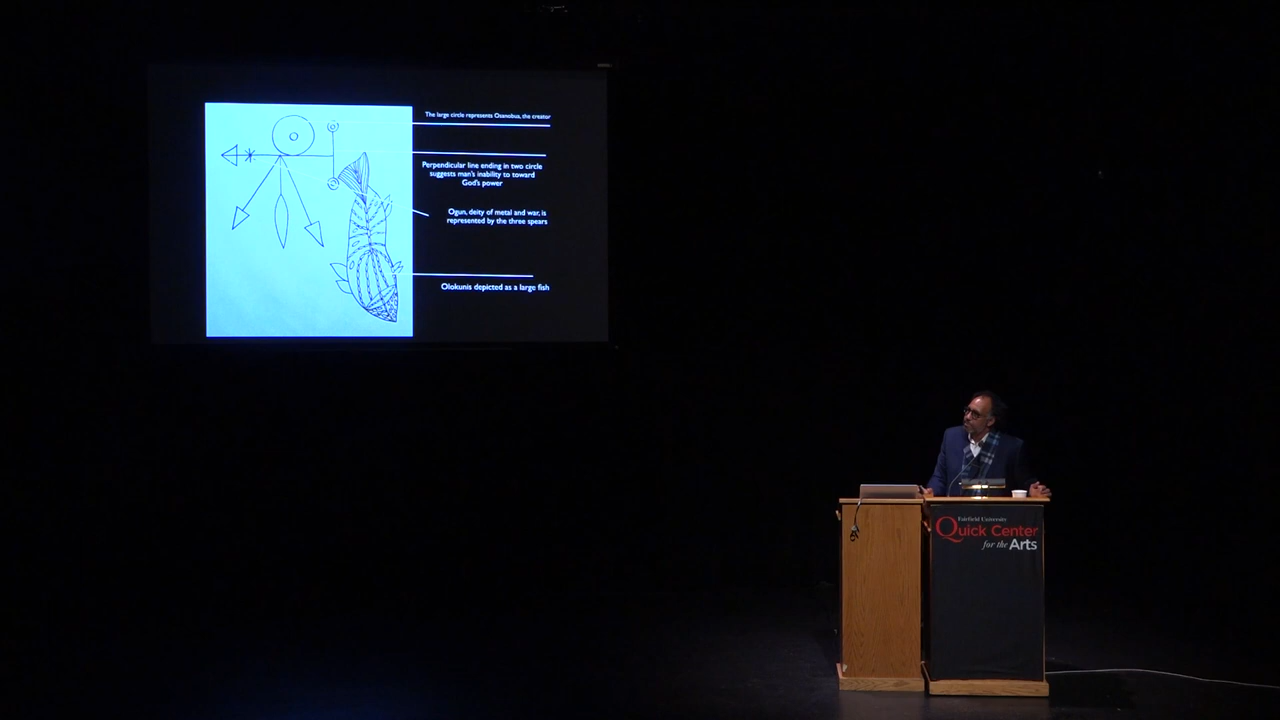 The large circle represents Osanobua, the creator
Perpendicular line ending in two circle
suggests man's inability to toward
God's power
Ogun, deity of metal and war, is
represented by the three spears
Olokunis depicted as a large fish
Fairfield University
Quick Center
for the Arts